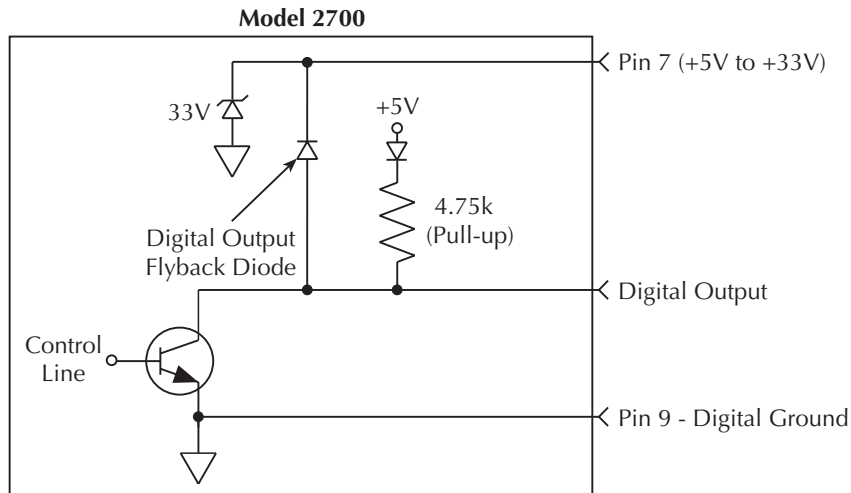 Model 2700
Pin 7 (+5V to +33V)
33V
+5V
4.75k
(Pull-up)
Digital Output
Flyback Diode
Digital Output
Control
Line
Pin 9 - Digital Ground